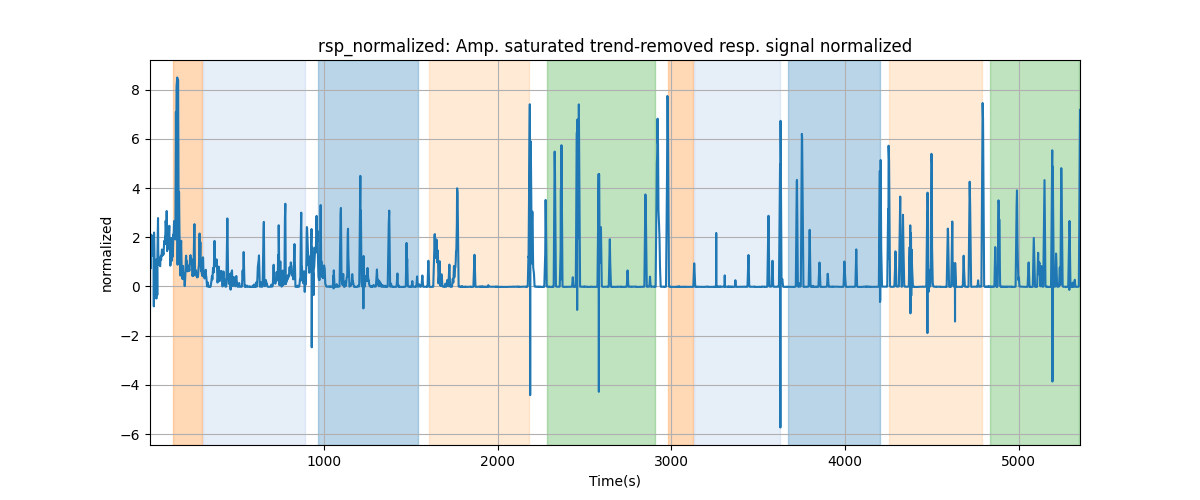 rsp_normalized: Amp. saturated trend-removed resp. signal normalized
8
6
4
2
0
−2
−4
−6
normalized
1000 2000 3000 4000 5000
Time(s)